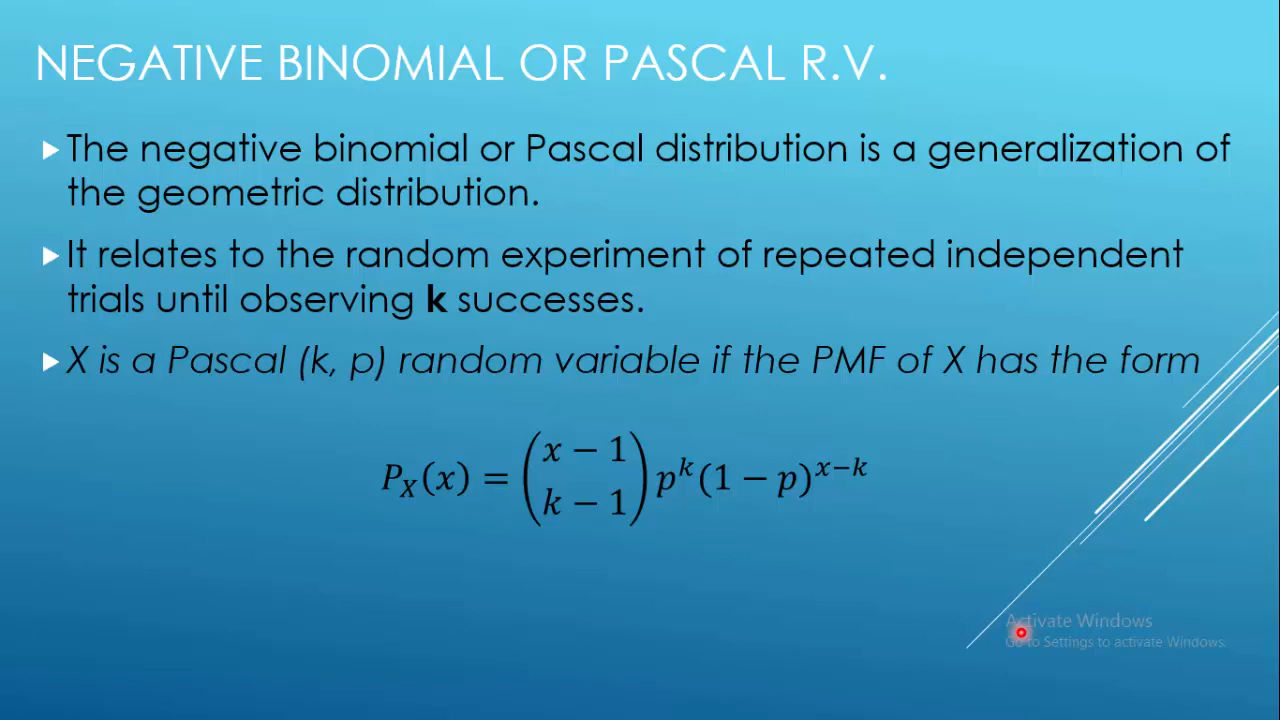 NEGATIVE BINOMIAL OR PASCAL R.V.
The negative binomial or Pascal distribution is a generalization of
the geometric distribution.
It relates to the random experiment of repeated independent
trials until observing k successes.
X is a Pascal (k, p) random variable if the PMF of X has the form
P_X(x) = \binom{x − 1}{k − 1} p^k (1 − p)^{x−k}
Activate Windows
Go to Settings to activate Windows.